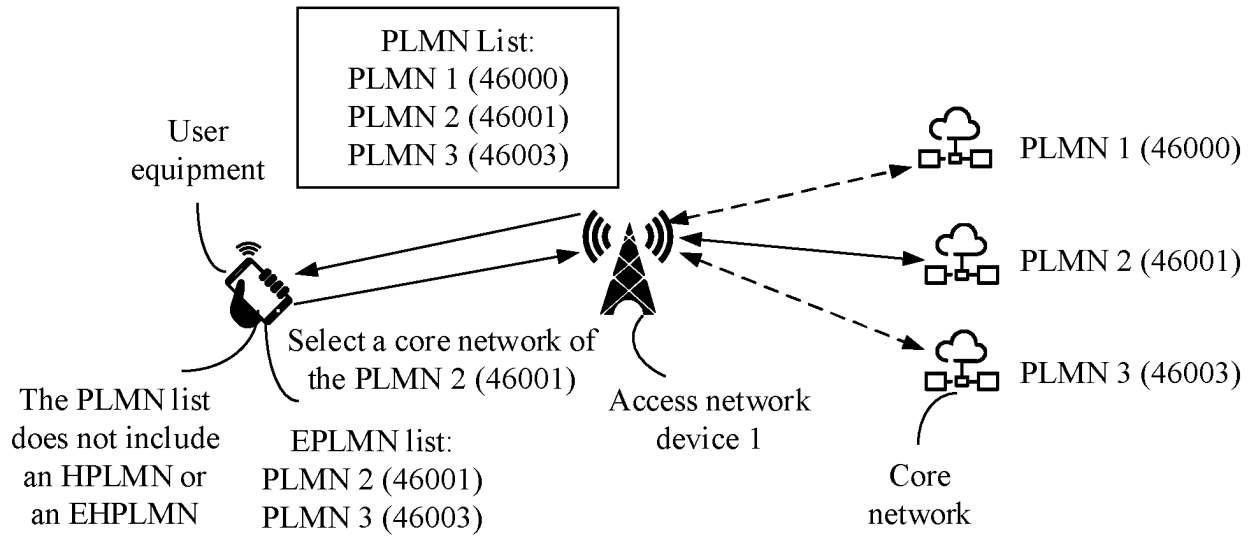 PLMN List:
PLMN 1 (46000)
PLMN 2 (46001)
PLMN 3 (46003)
User
equipment
PLMN 1 (46000)
PLMN 2 (46001)
PLMN 3 (46003)
Select a core network of
the PLMN 2 (46001)
The PLMN list
does not include
an HPLMN or
an EHPLMN
EPLMN list:
PLMN 2 (46001)
PLMN 3 (46003)
Access network
device 1
Core
network